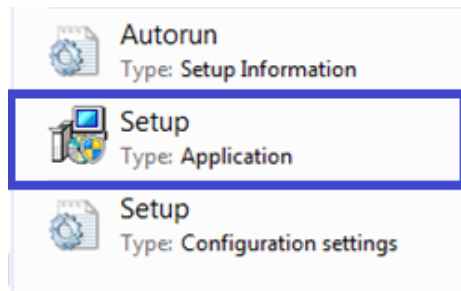 Autorun
Type: Setup Information
Setup
Type: Application
Setup
Type: Configuration settings